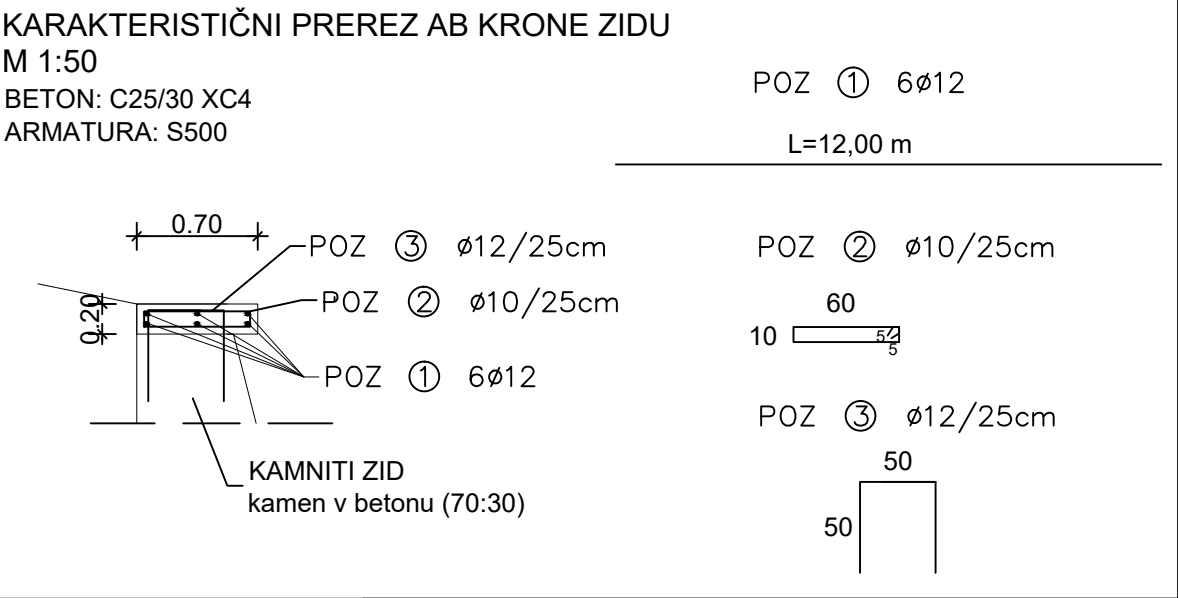 KARAKTERISTIČNI PREREZ AB KRONE ZIDU
M 1:50
BETON: C25/30 XC4
ARMATURA: S500
POZ 1 6ø12
L=12,00 m
0.70
POZ 3 ø12/25cm
0.20
POZ 2 ø10/25cm
POZ 1 6ø12
KAMNITI ZID
kamen v betonu (70:30)
POZ 2 ø10/25cm
60
10
5
5
POZ 3 ø12/25cm
50
50